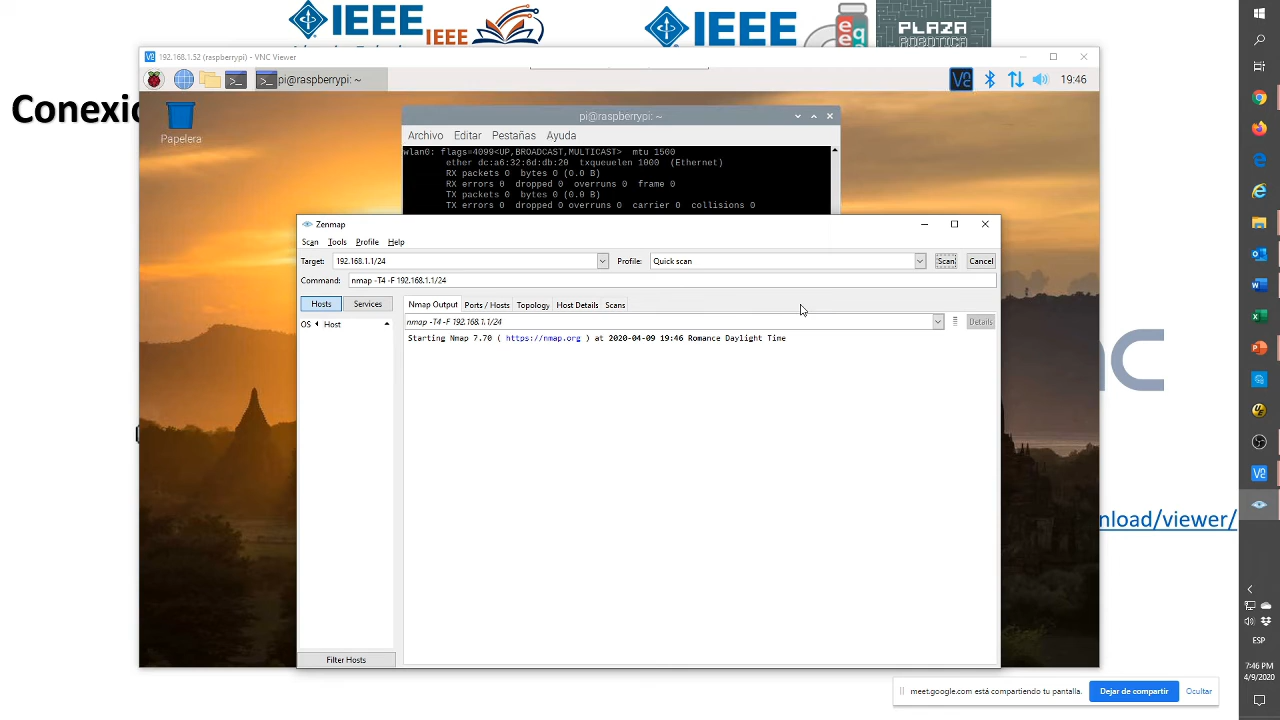 IEEE
IEEE
IEEE
PLAZA
ROBOTICA
Conexi
192.168.1.52 (raspberrypi) - VNC Viewer
pi@raspberrypi: ~
19:46
Papelera
pi@raspberrypi: ~
Archivo Editar Pestañas Ayuda
wlan0: flags=4099<UP,BROADCAST,MULTICAST> mtu 1500
ether dc:a6:32:6d:db:20 txqueuelen 1000 (Ethernet)
RX packets 0 bytes 0 (0.0 B)
RX errors 0 dropped 0 overruns 0 frame 0
TX packets 0 bytes 0 (0.0 B)
TX errors 0 dropped 0 overruns 0 carrier 0 collisions 0
Zenmap
Scan Tools Profile Help
Target: 192.168.1.1/24 Profile: Quick scan Scan Cancel
Command: nmap -T4 -F 192.168.1.1/24
Hosts Services Nmap Output Ports / Hosts Topology Host Details Scans
OS Host nmap -T4 -F 192.168.1.1/24 Details
Starting Nmap 7.70 ( https://nmap.org ) at 2020-04-09 19:46 Romance Daylight Time
Filter Hosts
nload/viewer/
meet.google.com está compartiendo tu pantalla. Dejar de compartir Ocultar
ESP
7:46 PM
4/9/2020